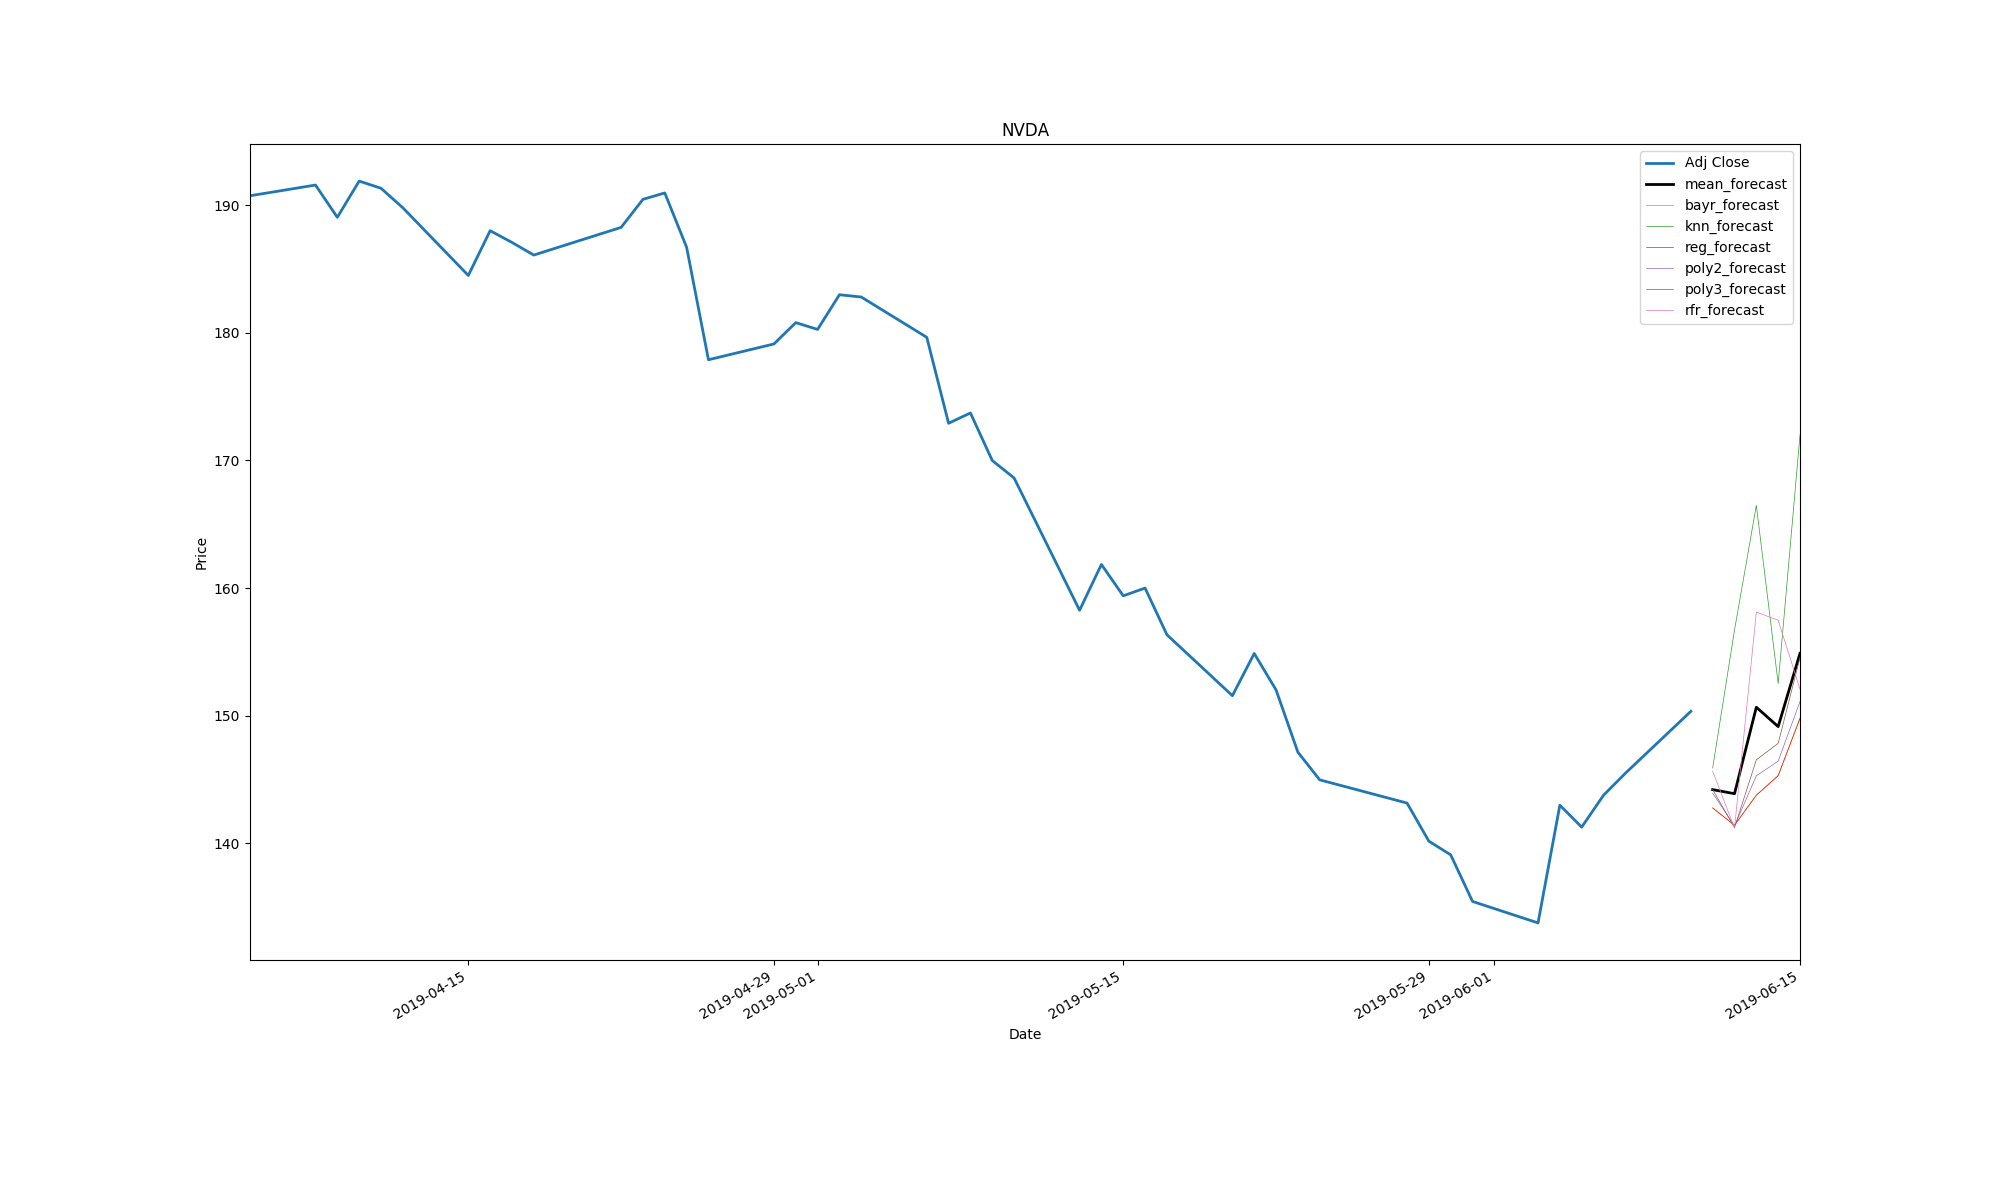 NVDA
Adj Close
mean_forecast
bayr_forecast
knn_forecast
reg_forecast
poly2_forecast
poly3_forecast
rfr_forecast
190
180
170
160
150
140
Price
2019-04-15
2019-04-29
2019-05-01
2019-05-15
2019-05-29
2019-06-01
2019-06-15
Date